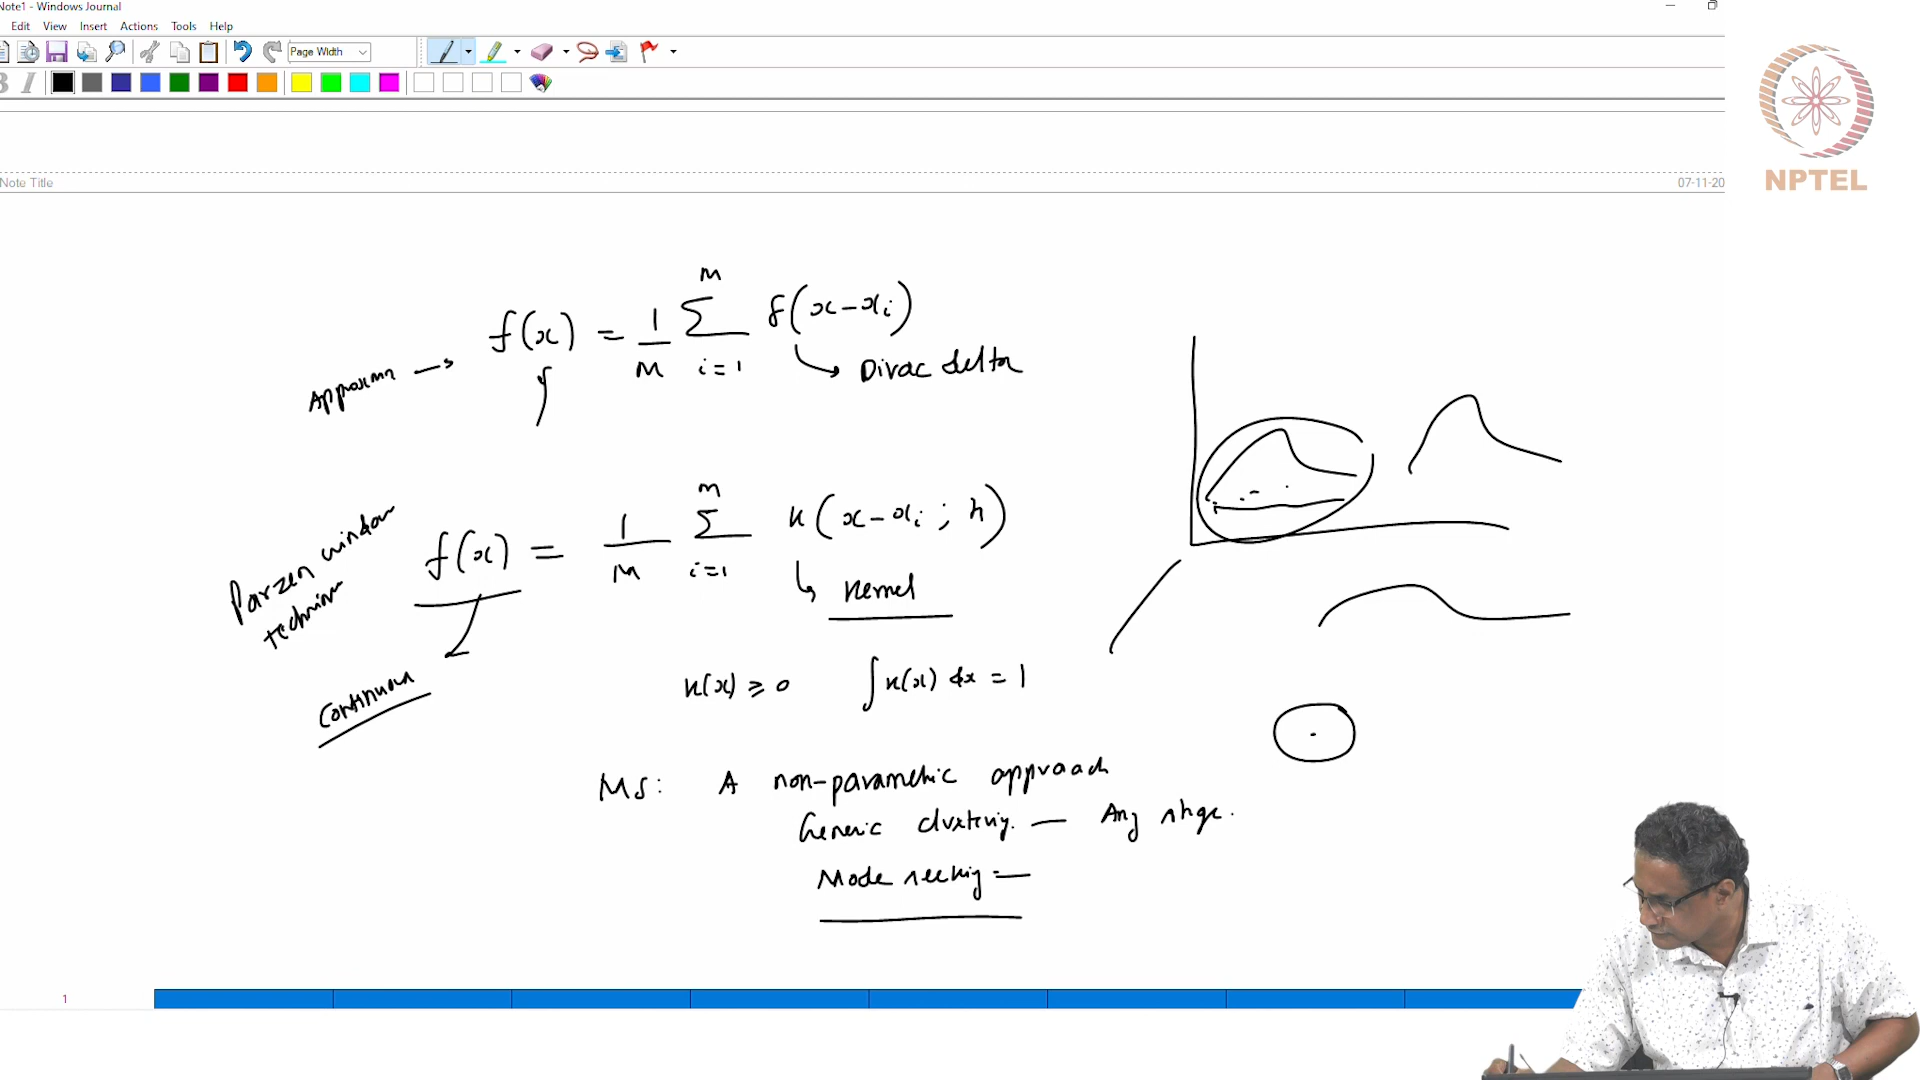 Note1 - Windows Journal
Edit View Insert Actions Tools Help
Page Width
B I
NPTEL
Note Title
07-11-20
Approxmn → f(x) = 1/M M∑i=1 δ(x-xi)
→ Dirac delta
Parzen window technique
f(x) = 1/M M∑i=1 k(x-xi ; h)
↳ Kernel
Continuous
k(x) ≥ 0 ∫k(x) dx = 1
MS: A non-parametric approach
Generic clustering. — Any shape.
Mode seeking —
1